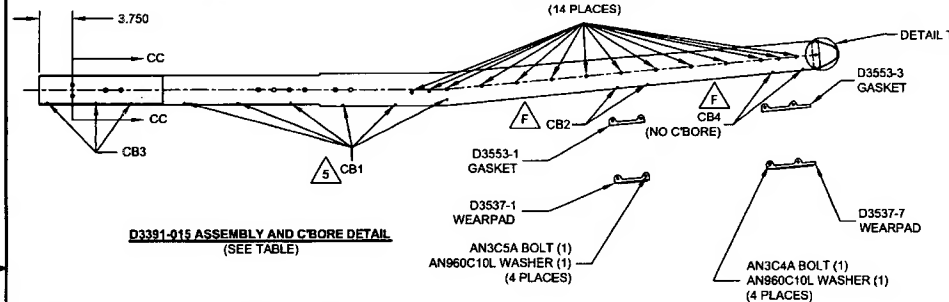 (14 PLACES)
3.750
DETAIL
CC
CC
D3553-3
GASKET
F
F
CB2
CB4
(NO C'BORE)
CB3
5
CB1
D3553-1
GASKET
D3537-1
WEARPAD
D3537-7
WEARPAD
D3391-015 ASSEMBLY AND C'BORE DETAIL
(SEE TABLE)
AN3C5A BOLT (1)
AN960C10L WASHER (1)
(4 PLACES)
AN3C4A BOLT (1)
AN960C10L WASHER (1)
(4 PLACES)